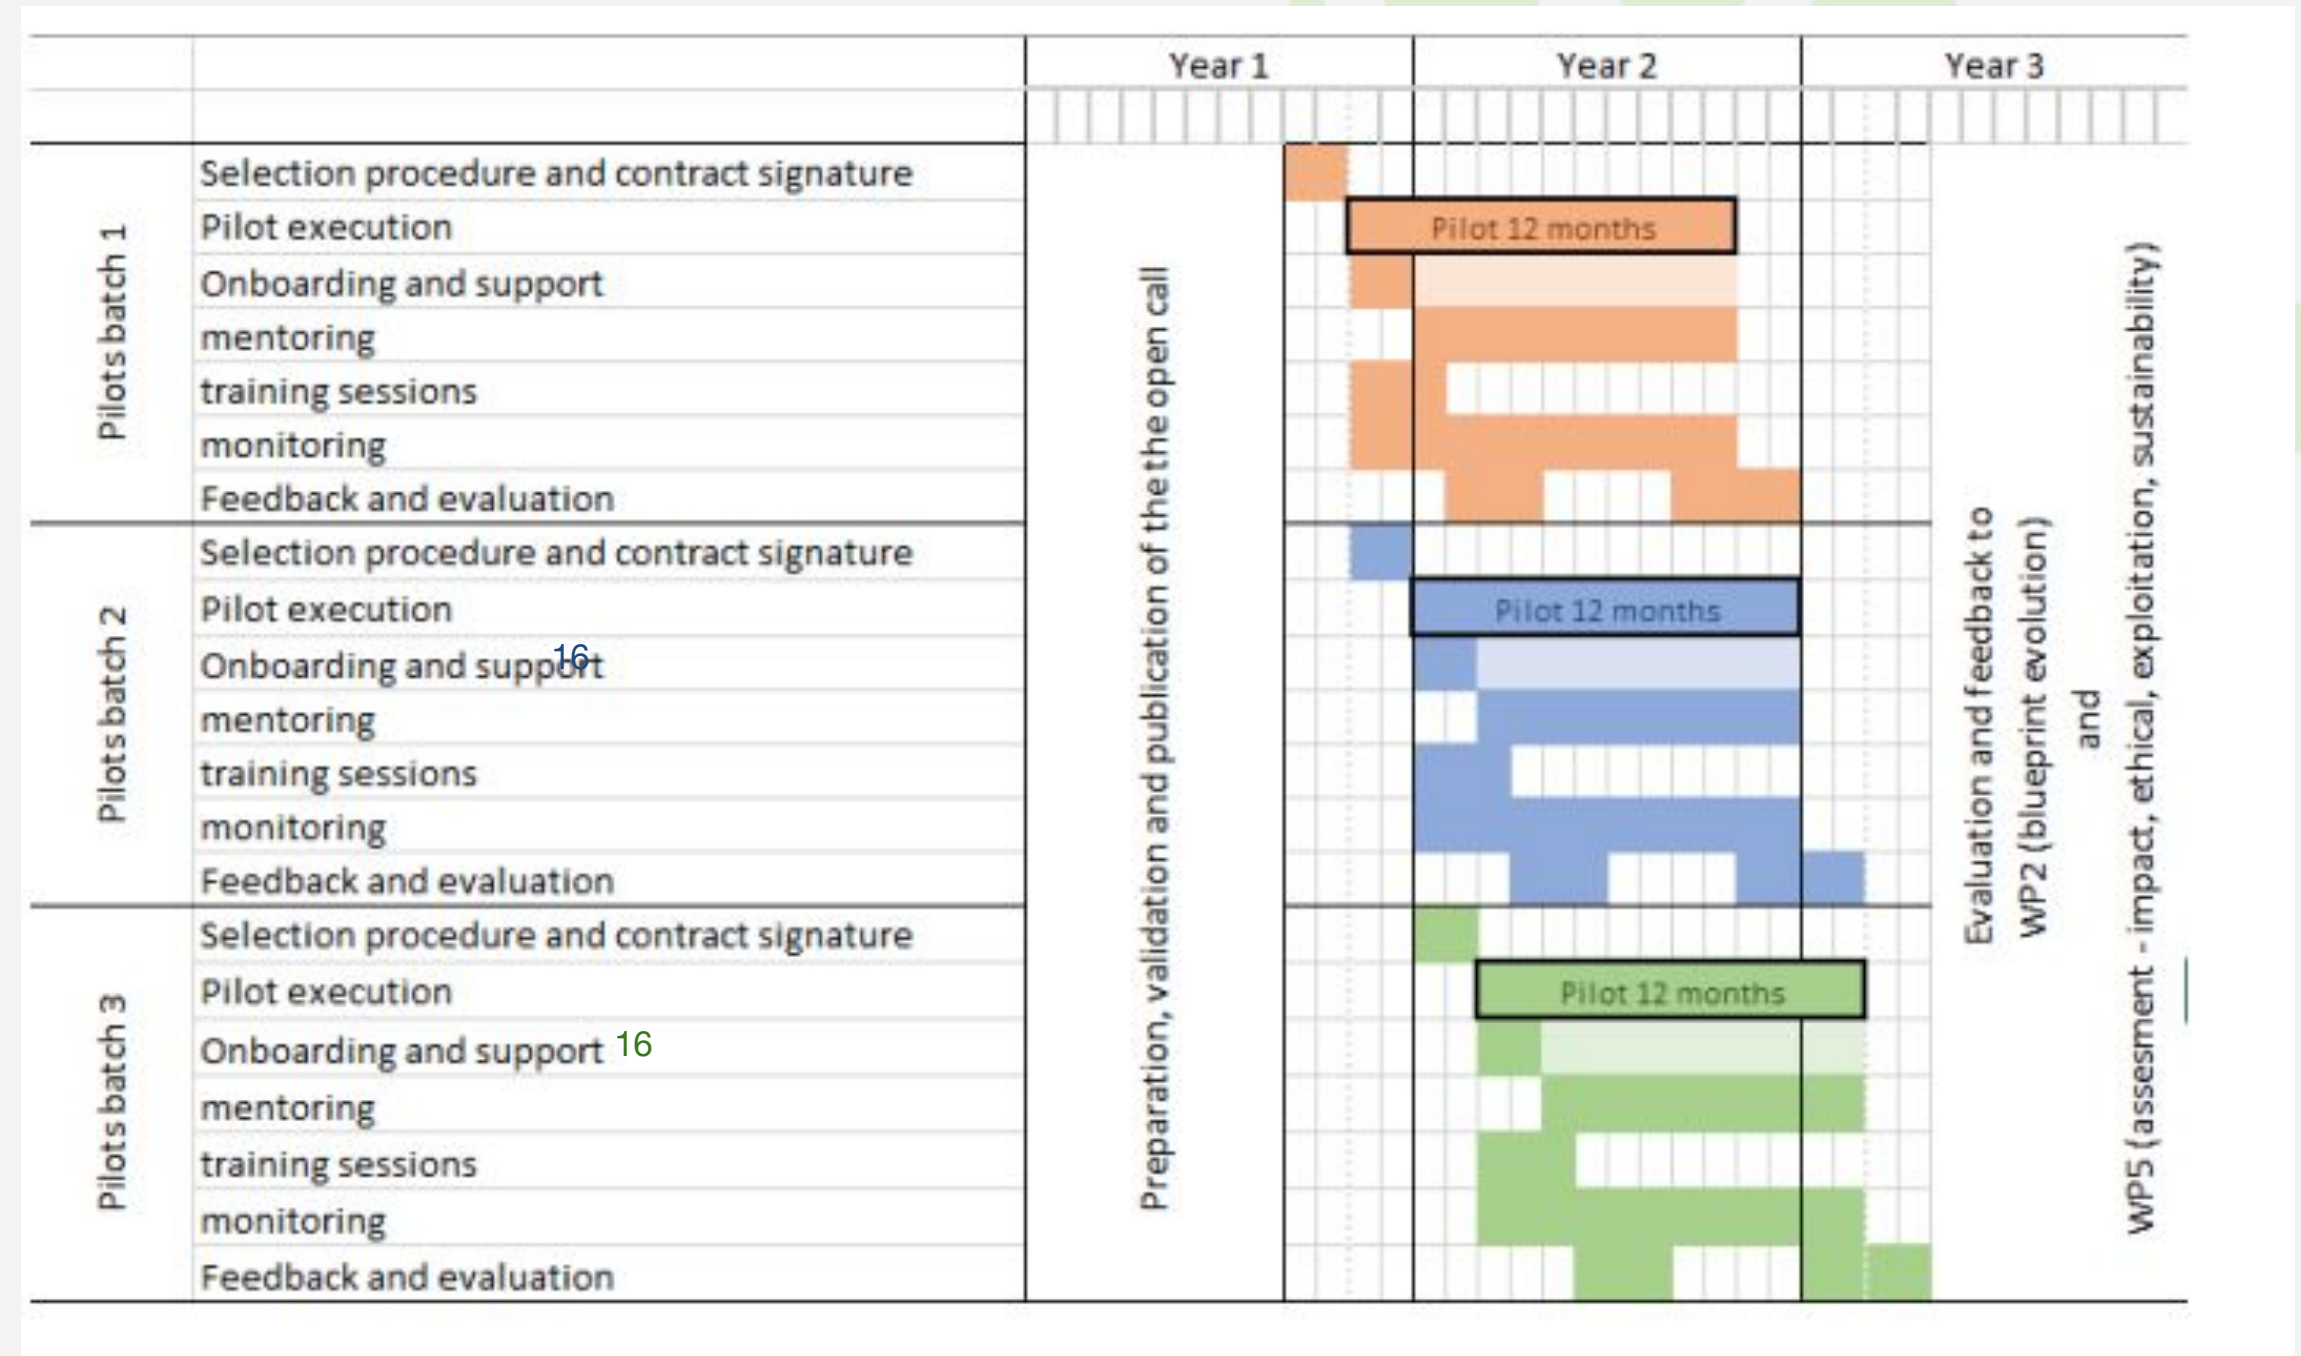 Year 1
Year 2
Year 3
Pilots batch 1
Selection procedure and contract signature
Pilot execution
Pilot 12 months
Onboarding and support
mentoring
training sessions
monitoring
Feedback and evaluation
Pilots batch 2
Selection procedure and contract signature
Pilot execution
Pilot 12 months
Onboarding and support
16
mentoring
training sessions
monitoring
Feedback and evaluation
Pilots batch 3
Selection procedure and contract signature
Pilot execution
Pilot 12 months
Onboarding and support 16
mentoring
training sessions
monitoring
Feedback and evaluation
Preparation, validation and publication of the the open call
Evaluation and feedback to
WP2 (blueprint evolution)
and
WP5 (assesment - impact, ethical, exploitation, sustainability)